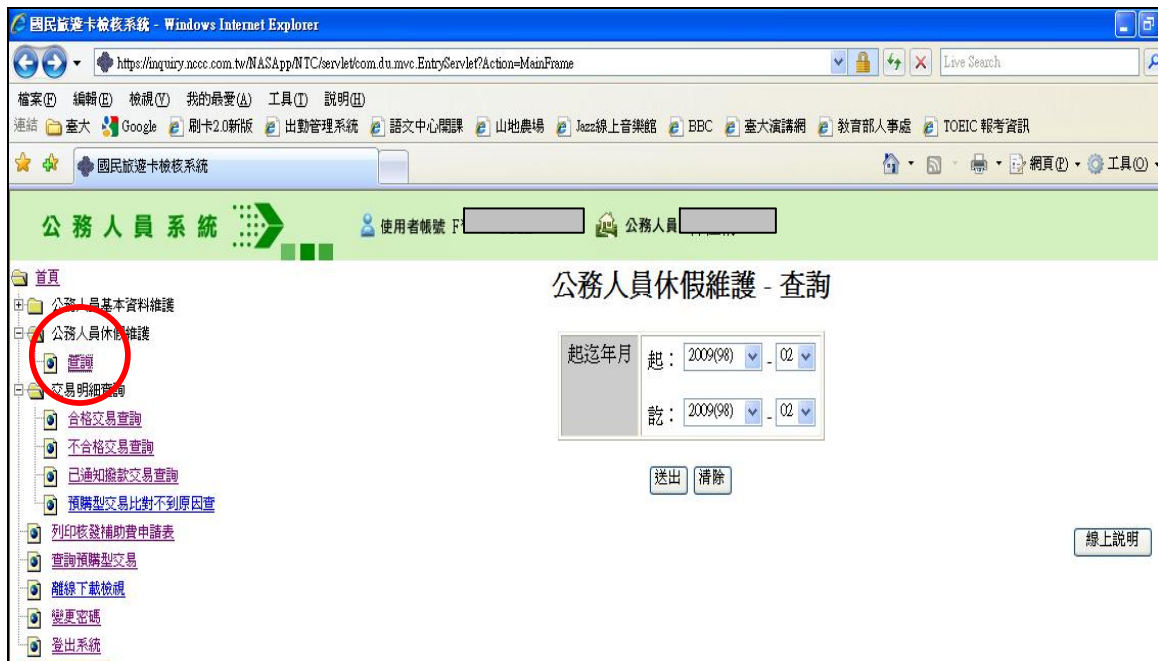 國民旅遊卡檢核系統 - Windows Internet Explorer
https://inquiry.nccc.com.tw/NASApp/NTC/servlet/com.du.mvc.EntryServlet?Action=MainFrame
Live Search
檔案(F) 編輯(E) 檢視(V) 我的最愛(A) 工具(T) 說明(H)
連結 臺大 Google 刷卡2.0新版 出勤管理系統 語文中心開課 山地農場 Jazz線上音樂館 BBC 臺大演講網 教育部人事處 TOEIC 報考資訊
國民旅遊卡檢核系統 網頁(P) 工具(O)
公務人員系統 使用者帳號 F 公務人員
首頁
公務人員休假維護 - 查詢
公務人員基本資料維護
公務人員休假維護
查詢
起迄年月 起： 2009(98) - 02
訖： 2009(98) - 02
交易明細查詢
合格交易查詢
不合格交易查詢
已通知撥款交易查詢
送出 清除
預購型交易比對不到原因查
列印核發補助費申請表
線上說明
查詢預購型交易
離線下載檢視
變更密碼
登出系統